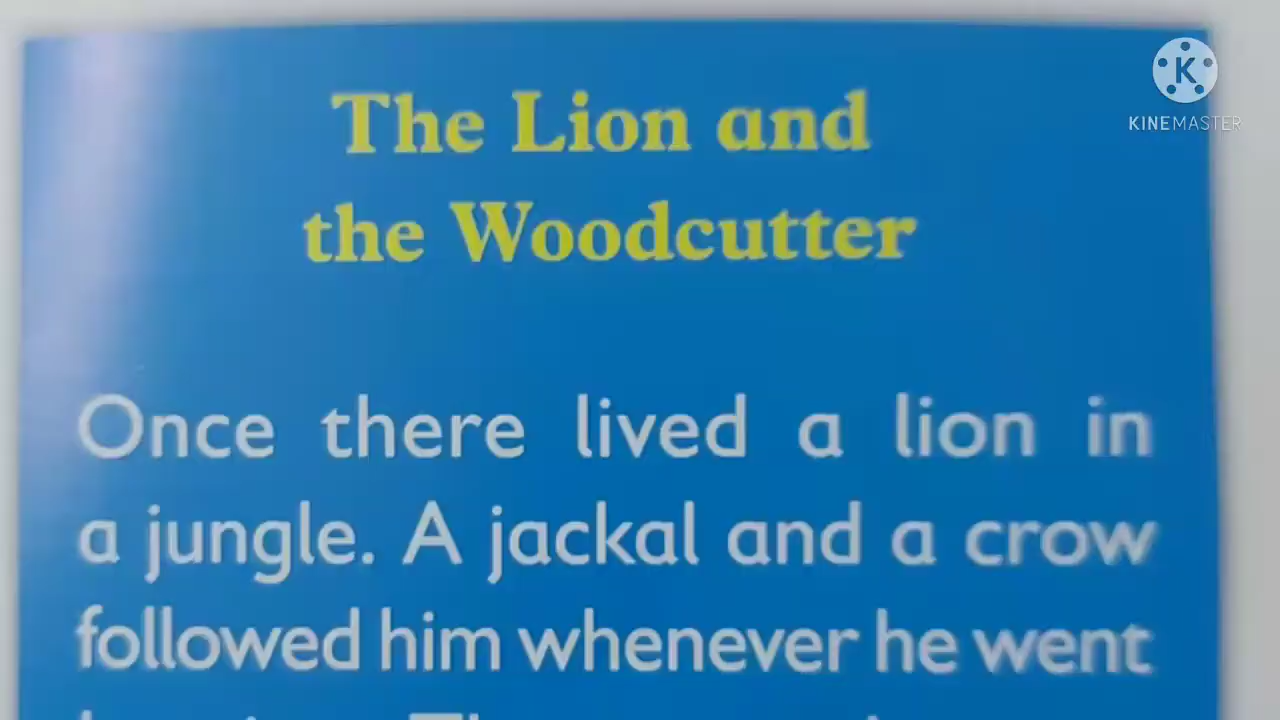 The Lion and
the Woodcutter
Once there lived a lion in
a jungle. A jackal and a crow
followed him whenever he went
K
KINEMASTER